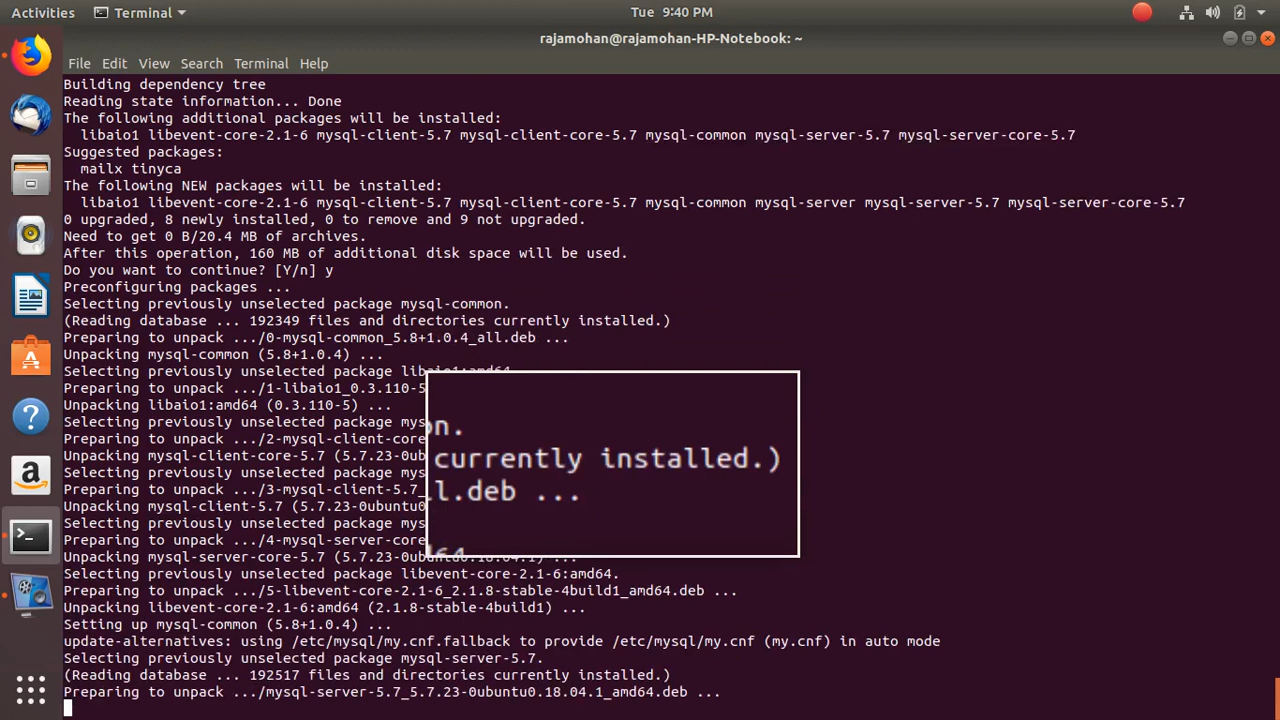 Activities Terminal Tue 9:40 PM
rajamohan@rajamohan-HP-Notebook: ~
File Edit View Search Terminal Help
Building dependency tree
Reading state information... Done
The following additional packages will be installed:
libaio1 libevent-core-2.1-6 mysql-client-5.7 mysql-client-core-5.7 mysql-common mysql-server-5.7 mysql-server-core-5.7
Suggested packages:
mailx tinyca
The following NEW packages will be installed:
libaio1 libevent-core-2.1-6 mysql-client-5.7 mysql-client-core-5.7 mysql-common mysql-server mysql-server-5.7 mysql-server-core-5.7
0 upgraded, 8 newly installed, 0 to remove and 9 not upgraded.
Need to get 0 B/20.4 MB of archives.
After this operation, 160 MB of additional disk space will be used.
Do you want to continue? [Y/n] y
Preconfiguring packages ...
Selecting previously unselected package mysql-common.
(Reading database ... 192349 files and directories currently installed.)
Preparing to unpack .../0-mysql-common_5.8+1.0.4_all.deb ...
Unpacking mysql-common (5.8+1.0.4) ...
Selecting previously unselected package libaio1:amd64.
Preparing to unpack .../1-libaio1_0.3.110-5
Unpacking libaio1:amd64 (0.3.110-5) ...
Selecting previously unselected package mys
Preparing to unpack .../2-mysql-client-core
Unpacking mysql-client-core-5.7 (5.7.23-0ub
Selecting previously unselected package mys
Preparing to unpack .../3-mysql-client-5.7_
Unpacking mysql-client-5.7 (5.7.23-0ubuntu0
Selecting previously unselected package mys
Preparing to unpack .../4-mysql-server-core
Unpacking mysql-server-core-5.7 (5.7.23-0ubuntu0.18.04.1) ...
Selecting previously unselected package libevent-core-2.1-6:amd64.
Preparing to unpack .../5-libevent-core-2.1-6_2.1.8-stable-4build1_amd64.deb ...
Unpacking libevent-core-2.1-6:amd64 (2.1.8-stable-4build1) ...
Setting up mysql-common (5.8+1.0.4) ...
update-alternatives: using /etc/mysql/my.cnf.fallback to provide /etc/mysql/my.cnf (my.cnf) in auto mode
Selecting previously unselected package mysql-server-5.7.
(Reading database ... 192517 files and directories currently installed.)
Preparing to unpack .../mysql-server-5.7_5.7.23-0ubuntu0.18.04.1_amd64.deb ...
on.
currently installed.)
ll.deb ...
d64